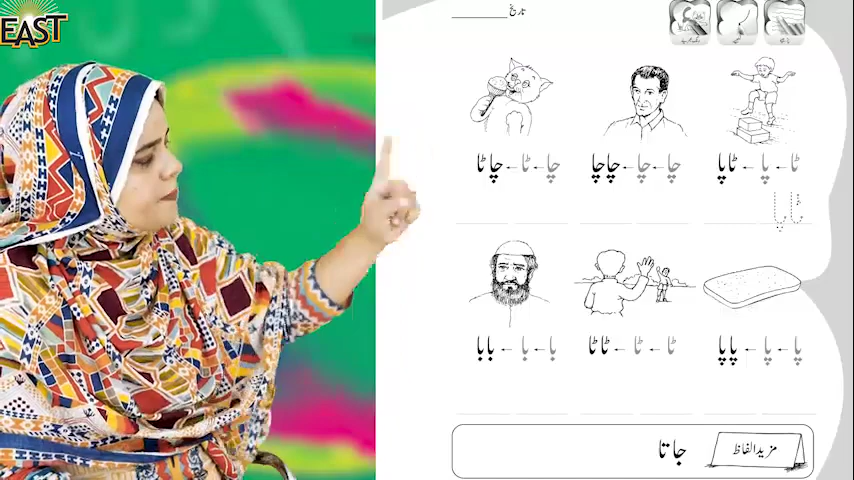 EAST
تاریخ
ٹا - پا - ٹاپا
چا - چا - چاچا
چا - ٹا - چاٹا
ٹاپا
پا - پا - پاپا
ٹا - ٹا - ٹاٹا
با - با - بابا
مزید الفاظ
جاتا